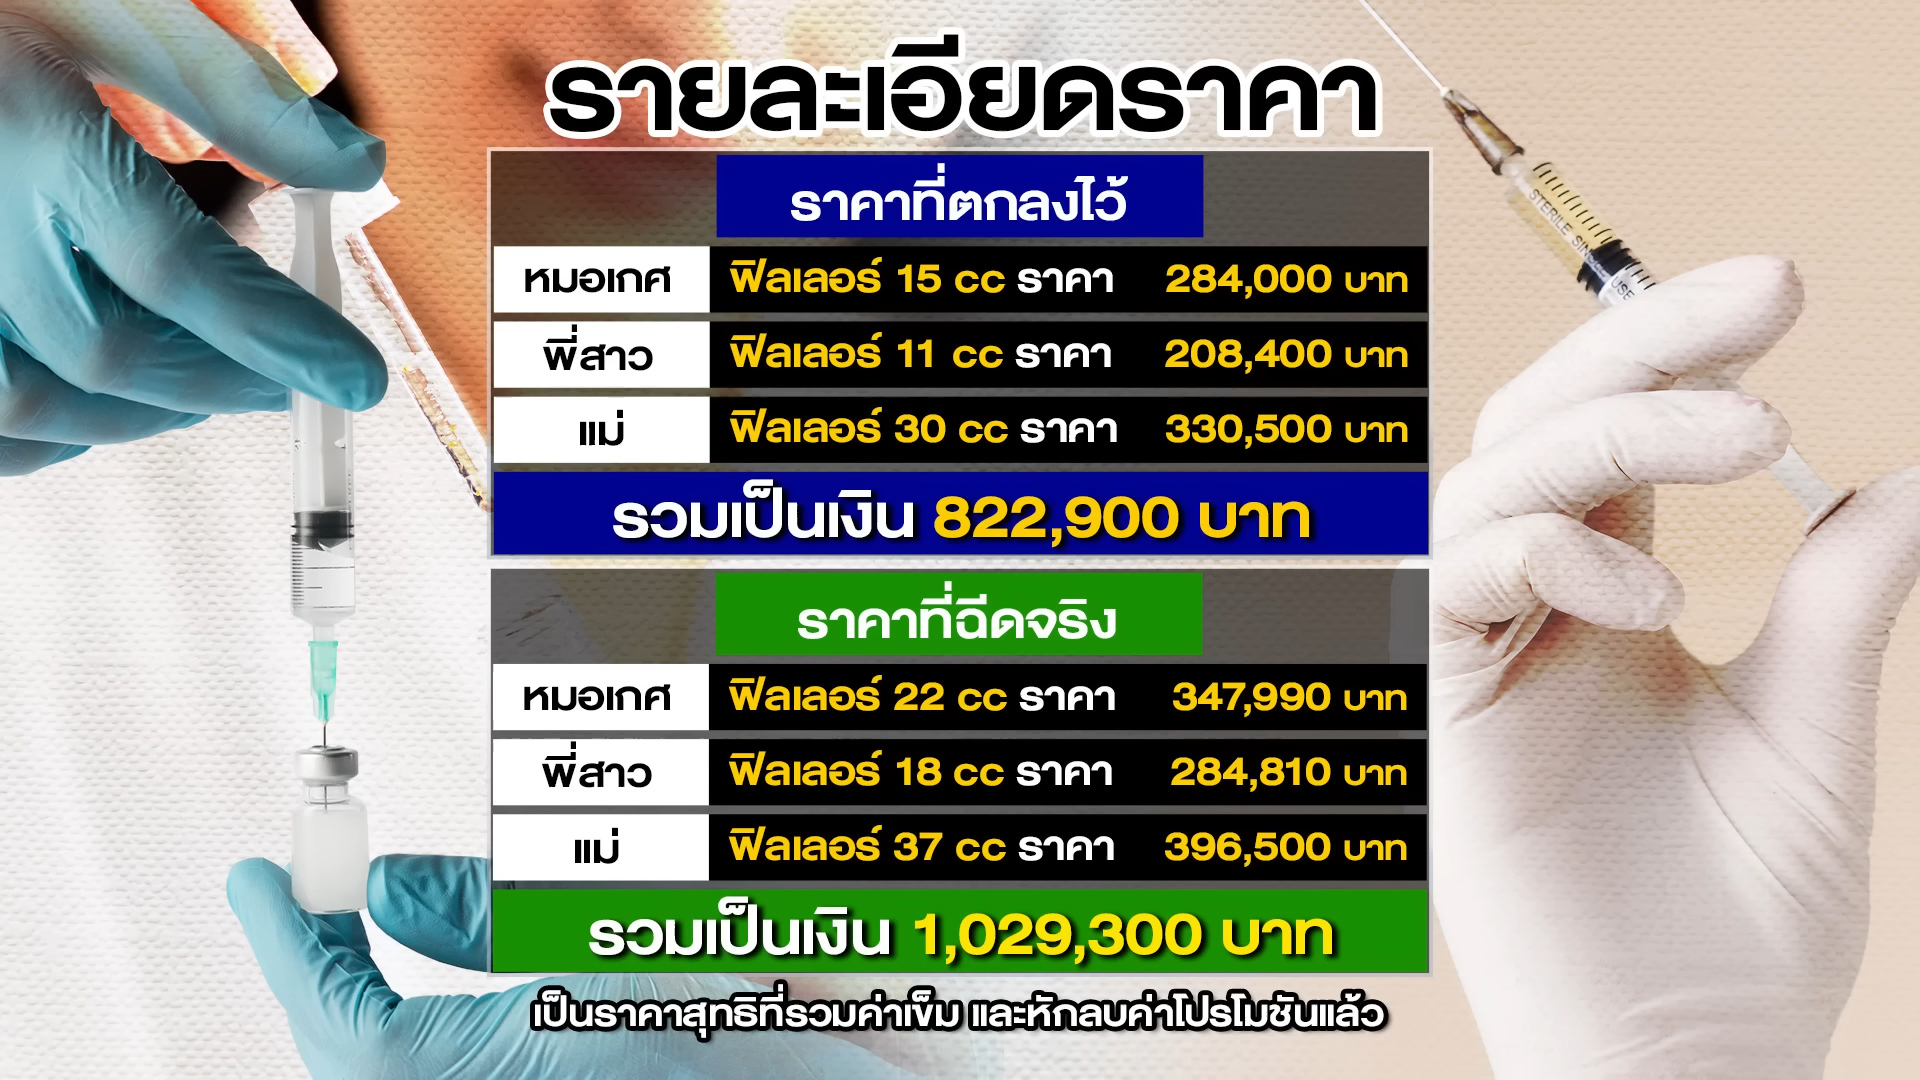 รายละเอียดราคา
ราคาที่ตกลงไว้
หมอเกศ ฟิลเลอร์ 15 cc ราคา 284,000 บาท
พี่สาว ฟิลเลอร์ 11 cc ราคา 208,400 บาท
แม่ ฟิลเลอร์ 30 cc ราคา 330,500 บาท
รวมเป็นเงิน 822,900 บาท
ราคาที่ฉีดจริง
หมอเกศ ฟิลเลอร์ 22 cc ราคา 347,990 บาท
พี่สาว ฟิลเลอร์ 18 cc ราคา 284,810 บาท
แม่ ฟิลเลอร์ 37 cc ราคา 396,500 บาท
รวมเป็นเงิน 1,029,300 บาท
เป็นราคาสุทธิที่รวมค่าเข็ม และหักลบค่าโปรโมชันแล้ว
STERILE SIN
USE